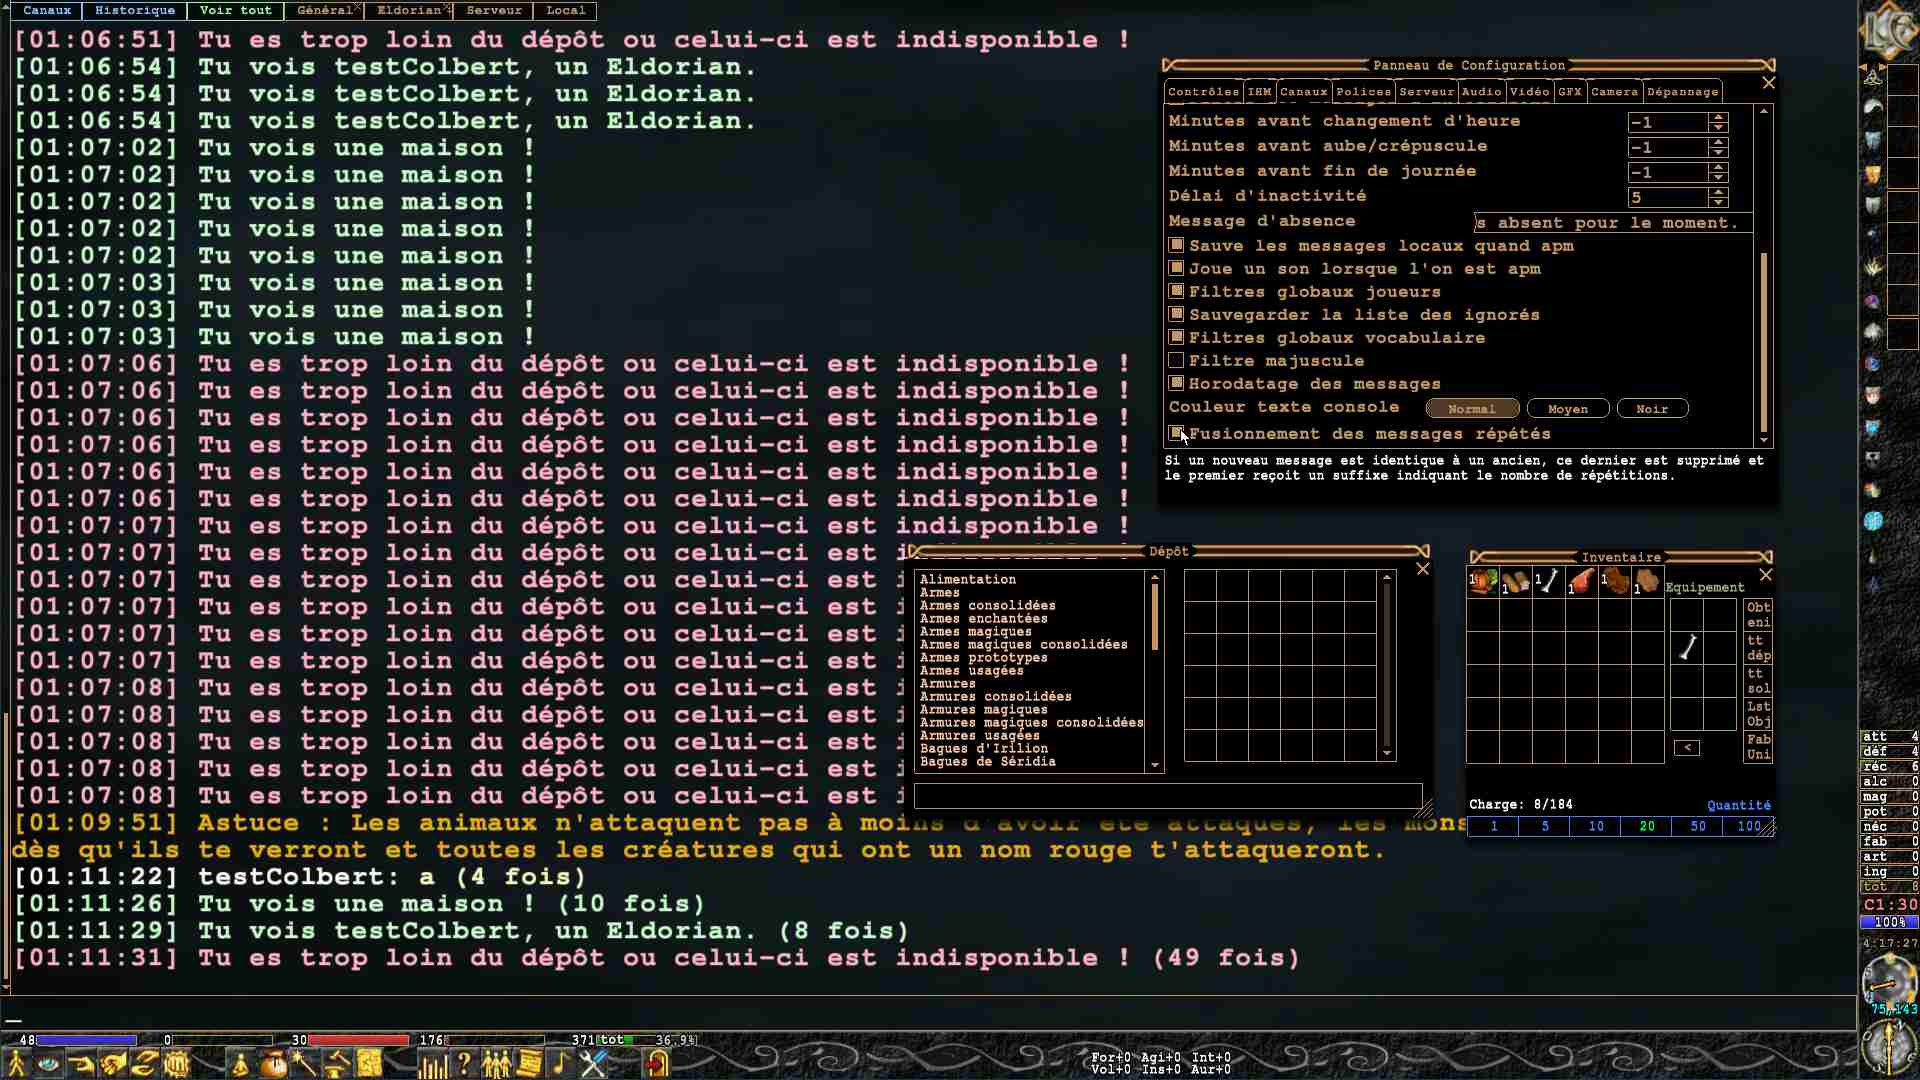 Canaux Historique Voir tout Général Eldorian Serveur Local
[01:06:51] Tu es trop loin du dépôt ou celui-ci est indisponible !
[01:06:54] Tu vois testColbert, un Eldorian.
[01:06:54] Tu vois testColbert, un Eldorian.
[01:06:54] Tu vois testColbert, un Eldorian.
[01:07:02] Tu vois une maison !
[01:07:02] Tu vois une maison !
[01:07:02] Tu vois une maison !
[01:07:02] Tu vois une maison !
[01:07:02] Tu vois une maison !
[01:07:03] Tu vois une maison !
[01:07:03] Tu vois une maison !
[01:07:03] Tu vois une maison !
[01:07:06] Tu es trop loin du dépôt ou celui-ci est indisponible !
[01:07:06] Tu es trop loin du dépôt ou celui-ci est indisponible !
[01:07:06] Tu es trop loin du dépôt ou celui-ci est indisponible !
[01:07:06] Tu es trop loin du dépôt ou celui-ci est indisponible !
[01:07:06] Tu es trop loin du dépôt ou celui-ci est indisponible !
[01:07:06] Tu es trop loin du dépôt ou celui-ci est indisponible !
[01:07:07] Tu es trop loin du dépôt ou celui-ci est indisponible !
[01:07:07] Tu es trop loin du dépôt ou celui-ci est
[01:07:07] Tu es trop loin du dépôt ou celui-ci est
[01:07:07] Tu es trop loin du dépôt ou celui-ci est
[01:07:07] Tu es trop loin du dépôt ou celui-ci est
[01:07:07] Tu es trop loin du dépôt ou celui-ci est
[01:07:08] Tu es trop loin du dépôt ou celui-ci est
[01:07:08] Tu es trop loin du dépôt ou celui-ci est
[01:07:08] Tu es trop loin du dépôt ou celui-ci est
[01:07:08] Tu es trop loin du dépôt ou celui-ci est
[01:07:08] Tu es trop loin du dépôt ou celui-ci est
[01:09:51] Astuce : Les animaux n'attaquent pas à moins d'avoir été attaqués, les mons
dès qu'ils te verront et toutes les créatures qui ont un nom rouge t'attaqueront.
[01:11:22] testColbert: a (4 fois)
[01:11:26] Tu vois une maison ! (10 fois)
[01:11:29] Tu vois testColbert, un Eldorian. (8 fois)
[01:11:31] Tu es trop loin du dépôt ou celui-ci est indisponible ! (49 fois)
Panneau de Configuration
Contrôles IHM Canaux Polices Serveur Audio Vidéo GFX Camera Dépannage
Minutes avant changement d'heure -1
Minutes avant aube/crépuscule -1
Minutes avant fin de journée -1
Délai d'inactivité 5
Message d'absence s absent pour le moment.
Sauve les messages locaux quand apm
Joue un son lorsque l'on est apm
Filtres globaux joueurs
Sauvegarder la liste des ignorés
Filtres globaux vocabulaire
Filtre majuscule
Horodatage des messages
Couleur texte console Normal Moyen Noir
Fusionnement des messages répétés
Si un nouveau message est identique à un ancien, ce dernier est supprimé et
le premier reçoit un suffixe indiquant le nombre de répétitions.
Dépôt
Alimentation
Armes
Armes consolidées
Armes enchantées
Armes magiques
Armes magiques consolidées
Armes prototypes
Armes usagées
Armures
Armures consolidées
Armures magiques
Armures magiques consolidées
Armures usagées
Bagues d'Irilion
Bagues de Séridia
Inventaire
1 1 1 1 1 1
Equipement
Obt
eni
tt
dép
tt
sol
Lst
Obj
Fab
Uni
<
Charge: 8/184 Quantité
1 5 10 20 50 100
att 4
déf 4
réc 6
alc 0
mag 0
pot 0
néc 0
fab 0
art 0
ing 0
tot 8
C1:30
100%
4:17:27
75,143
48 0 30 176 371 tot 36.9%
For+0 Agi+0 Int+0
Vol+0 Ins+0 Aur+0